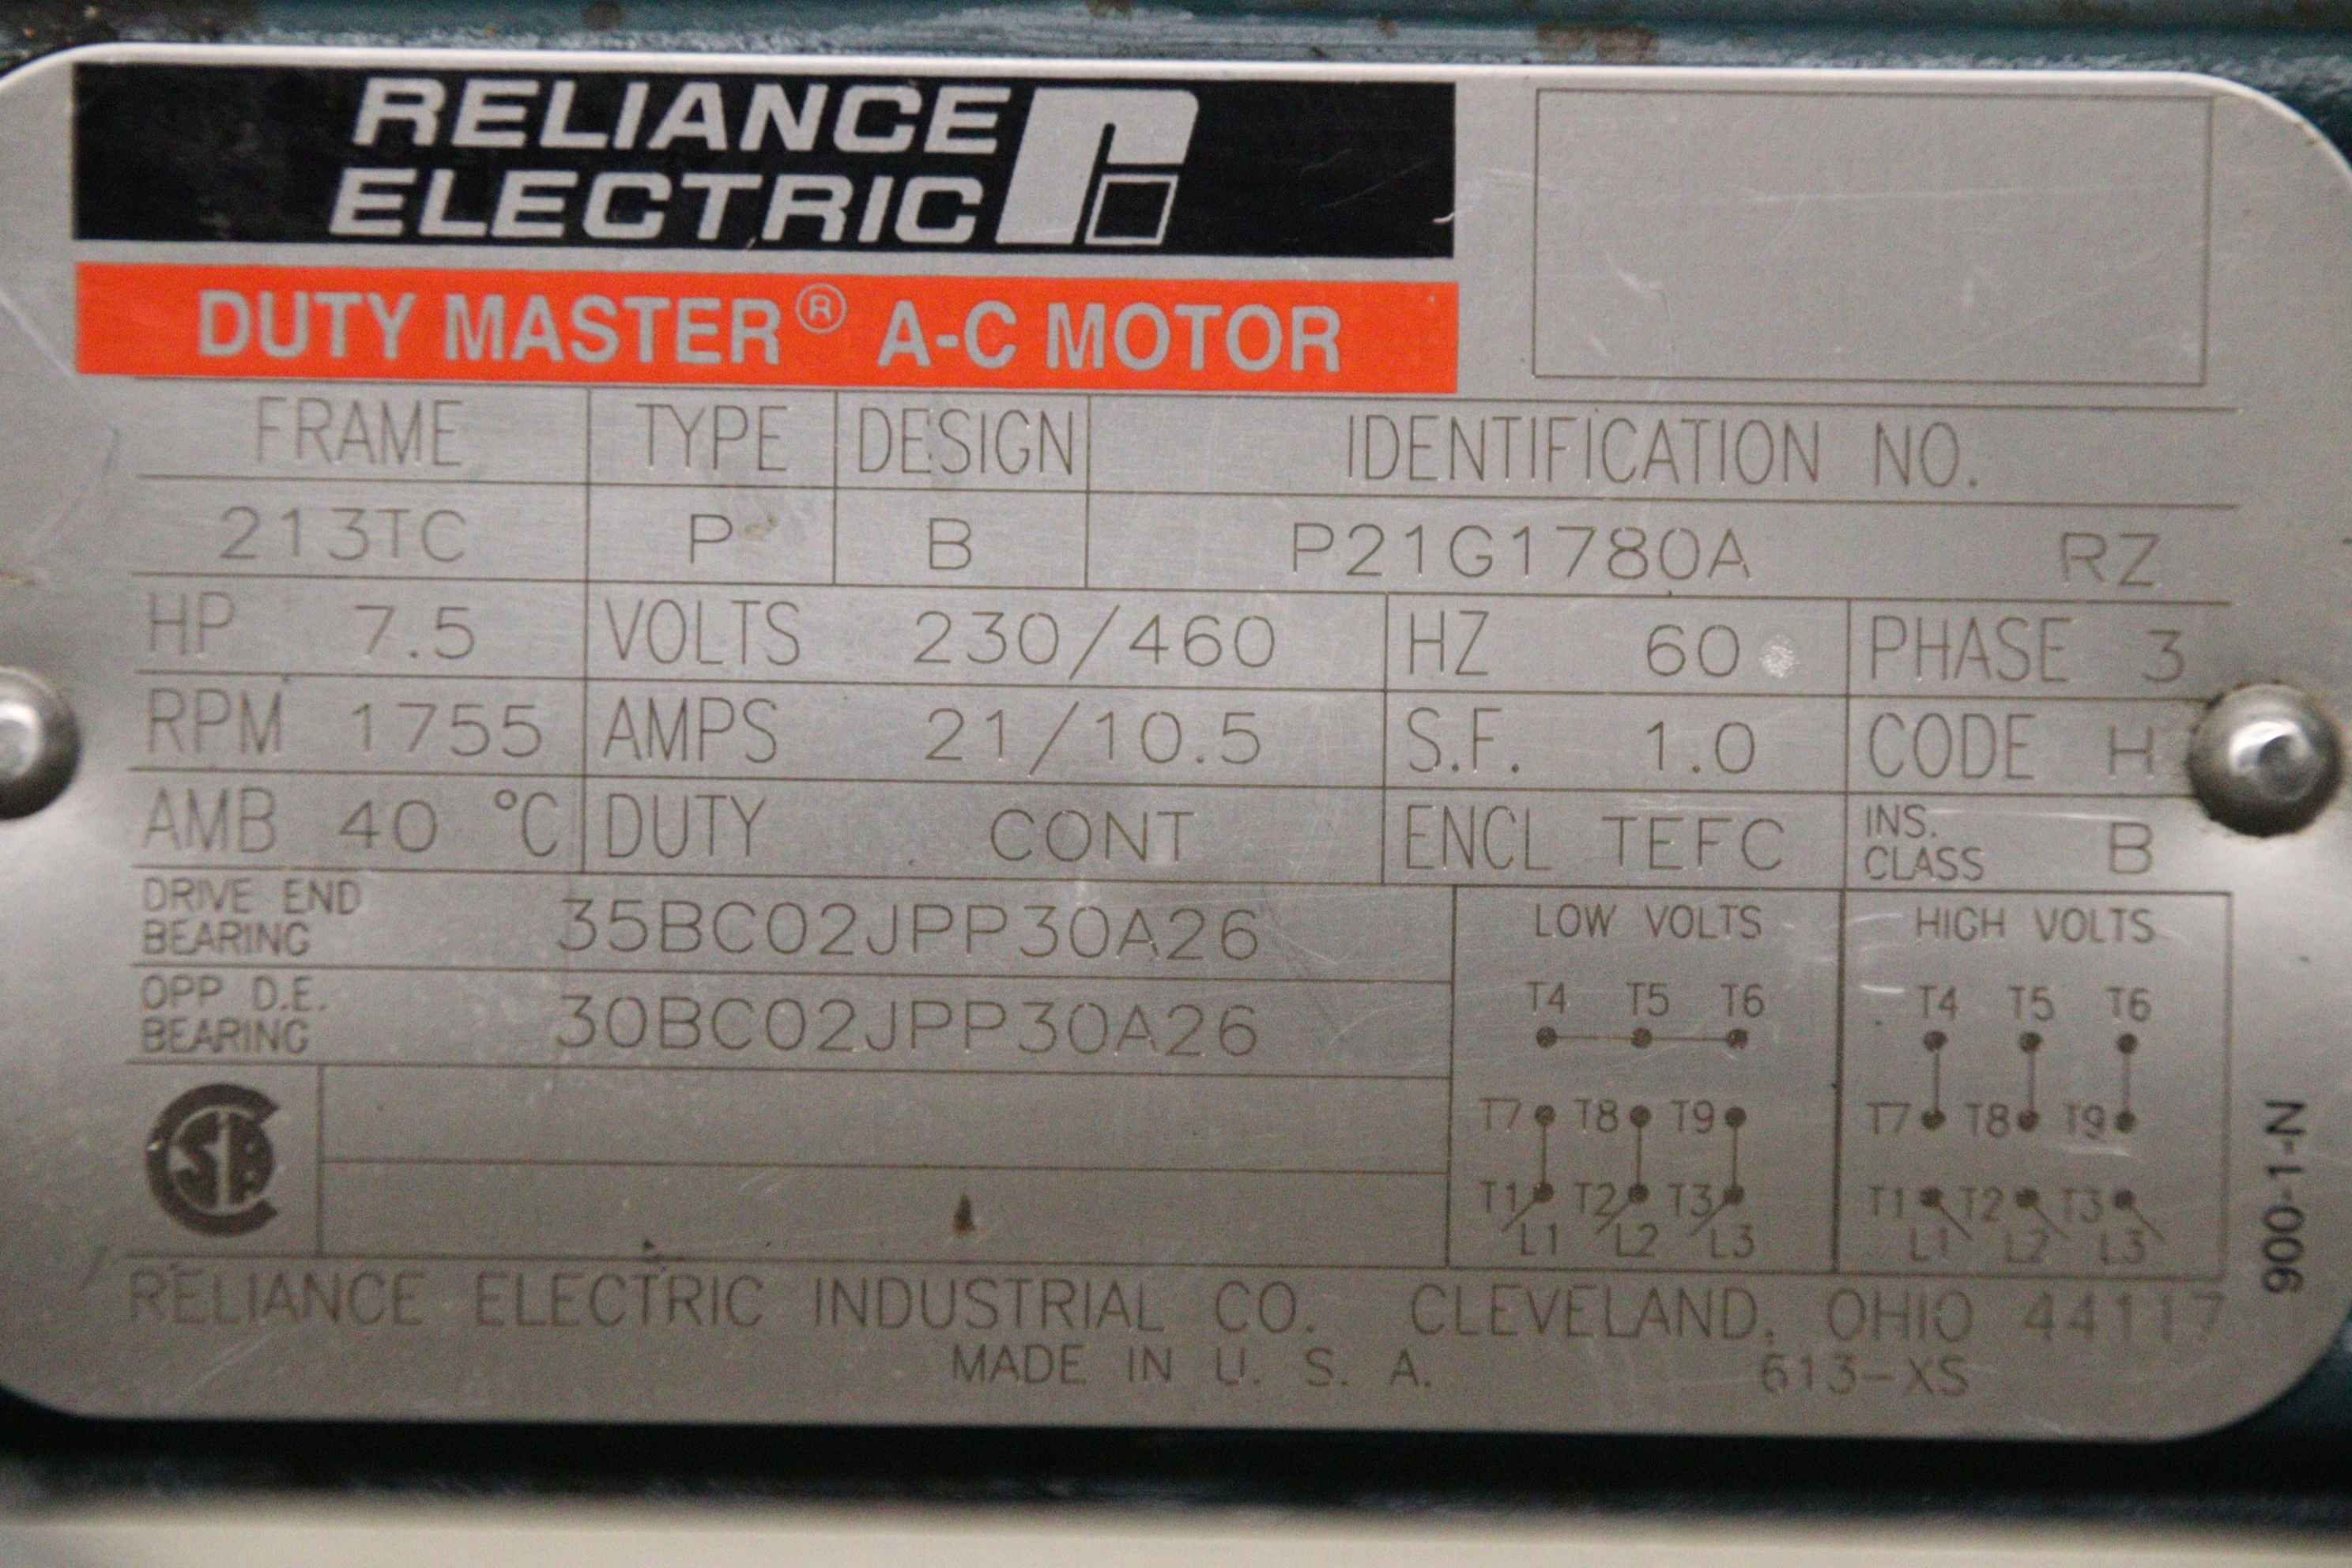 RELIANCE
ELECTRIC
DUTY MASTER® A-C MOTOR
FRAME TYPE DESIGN IDENTIFICATION NO.
213TC P B P21G1780A RZ
HP 7.5 VOLTS 230/460 HZ 60 PHASE 3
RPM 1755 AMPS 21/10.5 S.F. 1.0 CODE H
AMB 40 °C DUTY CONT ENCL TEFC INS. CLASS B
DRIVE END
BEARING 35BC02JPP30A26
OPP D.E.
BEARING 30BC02JPP30A26
LOW VOLTS
T4 T5 T6
T7 T8 T9
T1 T2 T3
L1 L2 L3
HIGH VOLTS
T4 T5 T6
T7 T8 T9
T1 T2 T3
L1 L2 L3
900-1-N
RELIANCE ELECTRIC INDUSTRIAL CO. CLEVELAND, OHIO 44117
MADE IN U. S. A. 613-XS